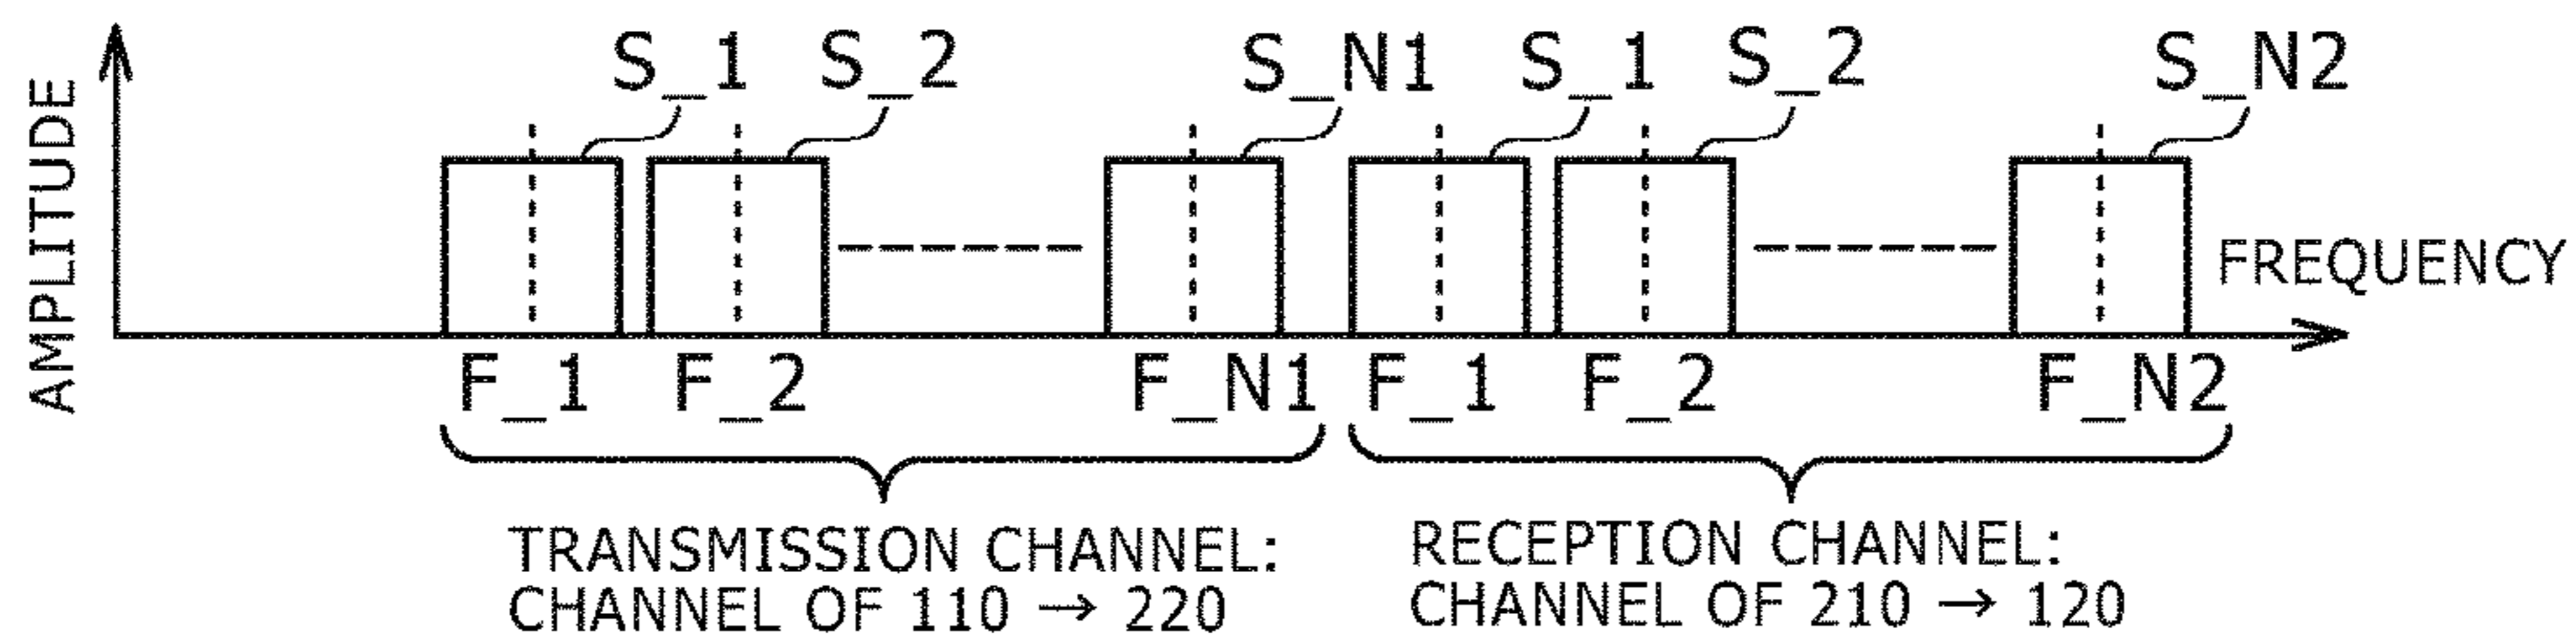 AMPLITUDE
S_1 S_2 S_N1 S_1 S_2 S_N2
FREQUENCY
F_1 F_2 F_N1 F_1 F_2 F_N2
TRANSMISSION CHANNEL:
CHANNEL OF 110 → 220
RECEPTION CHANNEL:
CHANNEL OF 210 → 120